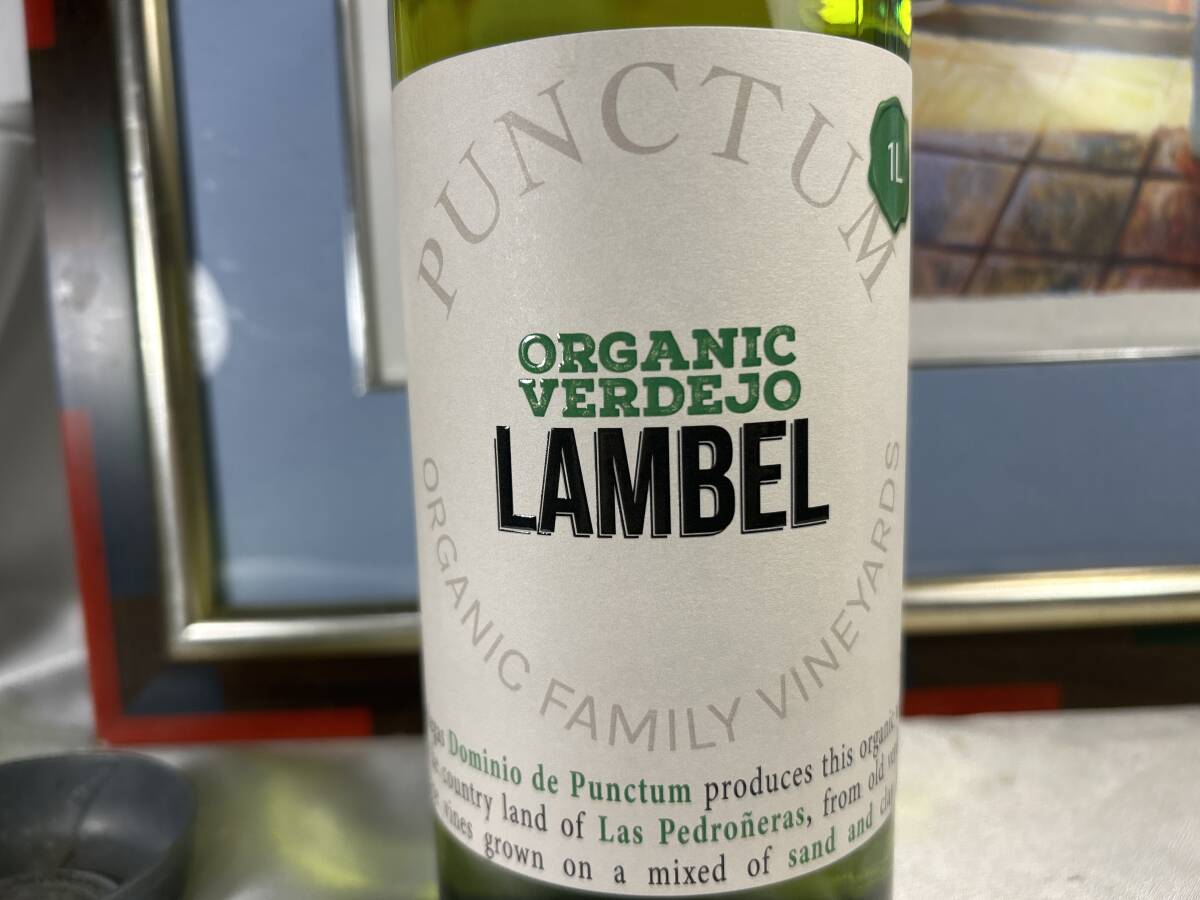 PUNCTUM
1L
ORGANIC
VERDEJO
LAMBEL
ORGANIC FAMILY VINEYARDS
Dominio de Punctum produces this organic
country land of Las Pedroñeras, from old
vines grown on a mixed of sand and clay